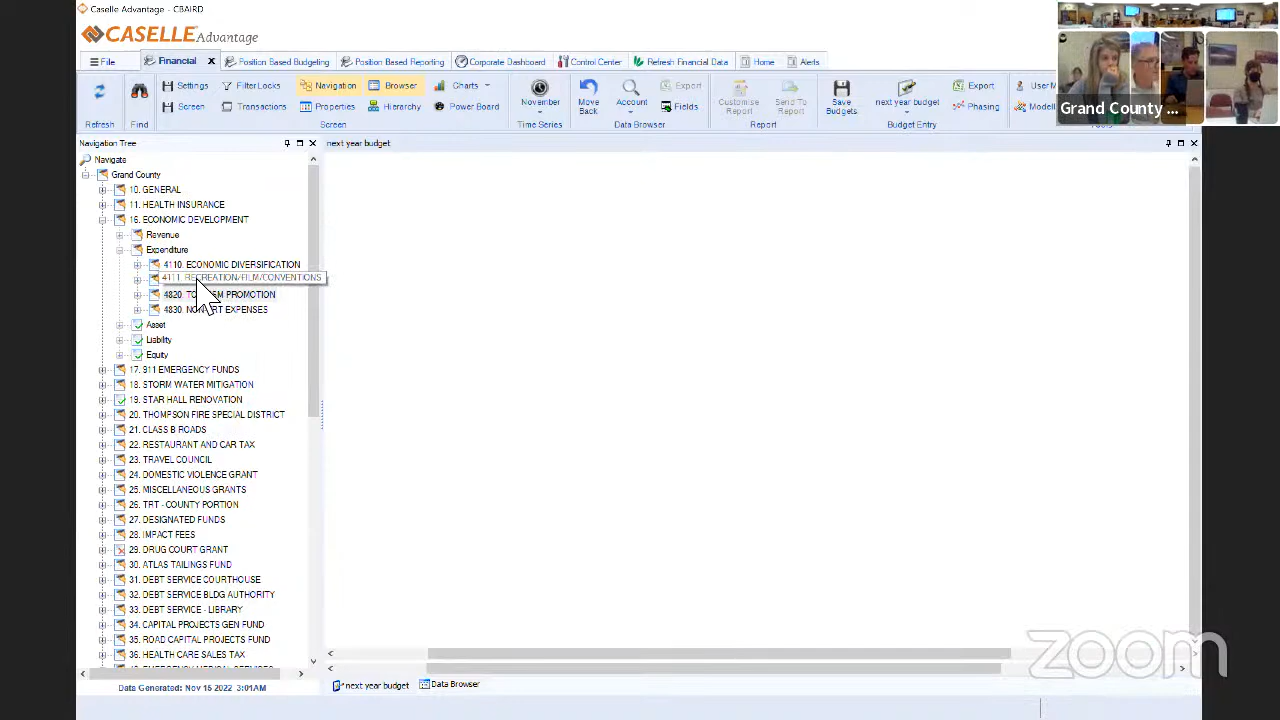 Caselle Advantage - CBAIRD
CASELLE Advantage
File
Financial
Position Based Budgeting
Position Based Reporting
Corporate Dashboard
Control Center
Refresh Financial Data
Home
Alerts
Settings
Filter Locks
Navigation
Browser
Charts
Screen
Transactions
Properties
Hierarchy
Power Board
Refresh
Find
Screen
November
Time Series
Move Back
Account
Export
Fields
Data Browser
Customise Report
Send To Report
Report
Save Budgets
next year budget
Export
Phasing
Budget Entry
User M
Modell
Grand County ...
Navigation Tree
next year budget
Navigate
Grand County
10. GENERAL
11. HEALTH INSURANCE
16. ECONOMIC DEVELOPMENT
Revenue
Expenditure
4110. ECONOMIC DIVERSIFICATION
4111. RECREATION/FILM/CONVENTIONS
4820. PROMOTION
4830. EXPENSES
Asset
Liability
Equity
17. 911 EMERGENCY FUNDS
18. STORM WATER MITIGATION
19. STAR HALL RENOVATION
20. THOMPSON FIRE SPECIAL DISTRICT
21. CLASS B ROADS
22. RESTAURANT AND CAR TAX
23. TRAVEL COUNCIL
24. DOMESTIC VIOLENCE GRANT
25. MISCELLANEOUS GRANTS
26. TRT - COUNTY PORTION
27. DESIGNATED FUNDS
28. IMPACT FEES
29. DRUG COURT GRANT
30. ATLAS TAILINGS FUND
31. DEBT SERVICE COURTHOUSE
32. DEBT SERVICE BLDG AUTHORITY
33. DEBT SERVICE - LIBRARY
34. CAPITAL PROJECTS GEN FUND
35. ROAD CAPITAL PROJECTS FUND
36. HEALTH CARE SALES TAX
Data Generated: Nov 15 2022 3:01AM
next year budget
Data Browser
zoom